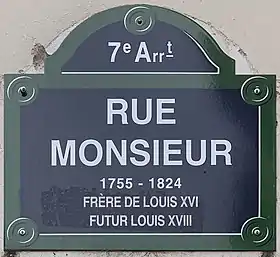 7e Arrt
RUE
MONSIEUR
1755 - 1824
FRÈRE DE LOUIS XVI
FUTUR LOUIS XVIII